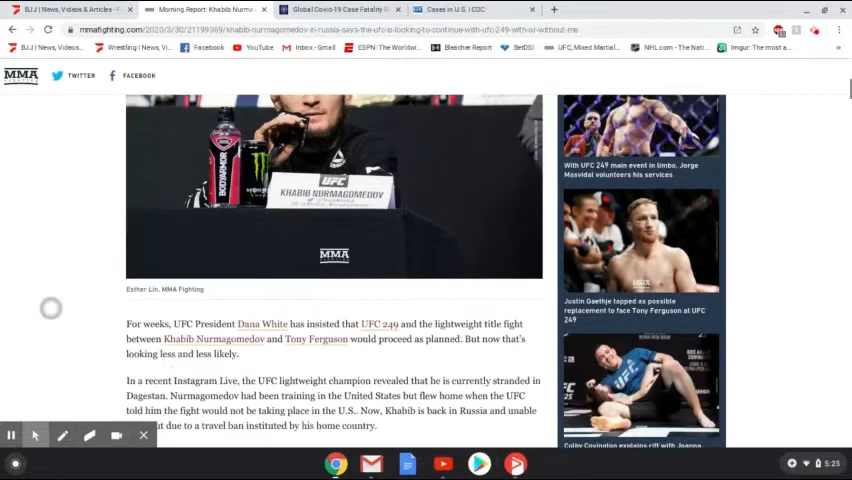 BJJ | News, Videos & Articles - F
Morning Report: Khabib Nurma
Global Covid-19 Case Fatality R
Cases in U.S. | CDC
mmafighting.com/2020/3/30/21199369/khabib-nurmagomedov-in-russia-says-the-ufc-is-looking-to-continue-with-ufc-249-with-or-without-me
BJJ | News, Videos...
Wrestling | News, Vi...
Facebook
YouTube
Inbox - Gmail
ESPN: The Worldwi...
Bleacher Report
BetDSI
UFC, Mixed Martial...
NHL.com - The Nati...
Imgur: The most a...
MMA
TWITTER
FACEBOOK
BODYARMOR
UFC
KHABIB NURMAGOMEDOV
MMA
Esther Lin, MMA Fighting
For weeks, UFC President Dana White has insisted that UFC 249 and the lightweight title fight
between Khabib Nurmagomedov and Tony Ferguson would proceed as planned. But now that's
looking less and less likely.
In a recent Instagram Live, the UFC lightweight champion revealed that he is currently stranded in
Dagestan. Nurmagomedov had been training in the United States but flew home when the UFC
told him the fight would not be taking place in the U.S.. Now, Khabib is back in Russia and unable
ut due to a travel ban instituted by his home country.
With UFC 249 main event in limbo, Jorge
Masvidal volunteers his services
Justin Gaethje tapped as possible
replacement to face Tony Ferguson at UFC
249
UFC
Colby Covington explains rift with Joanna
5:25